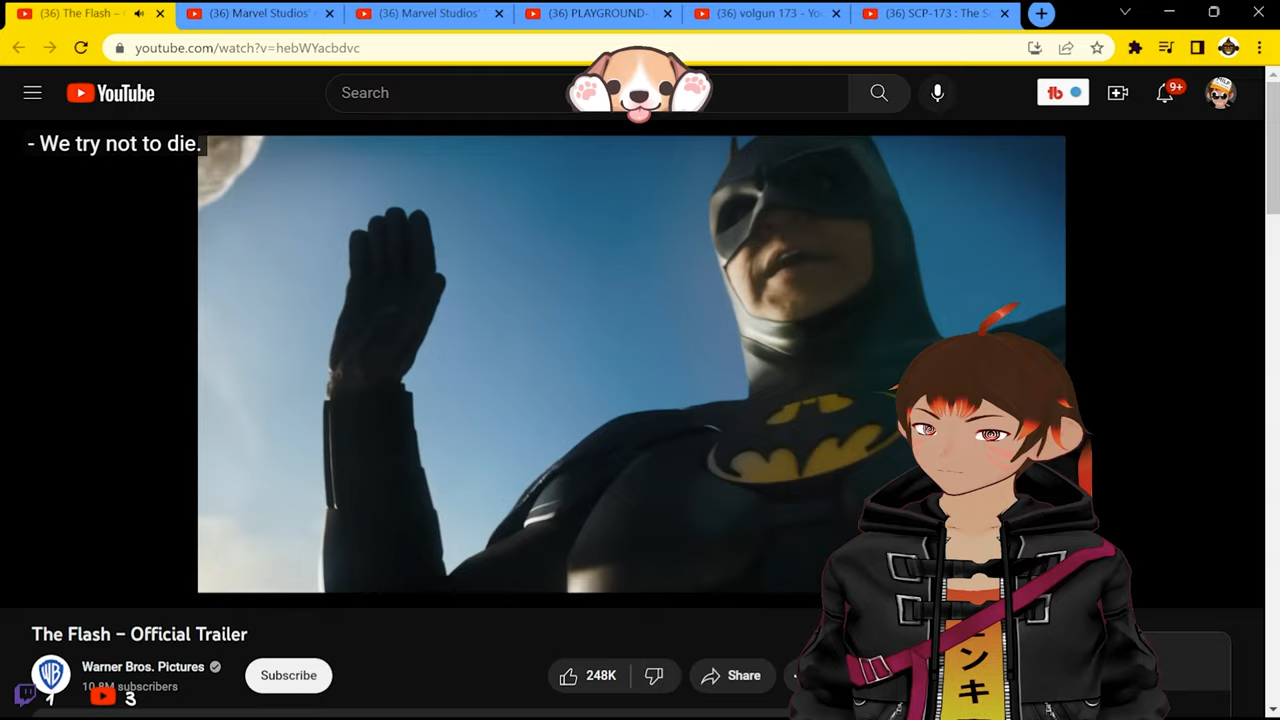 (36) The Flash –
(36) Marvel Studios'
(36) Marvel Studios'
(36) PLAYGROUND-
(36) volgun 173 - You
(36) SCP-173 : The S
youtube.com/watch?v=hebWYacbdvc
YouTube
Search
9+
- We try not to die.
The Flash – Official Trailer
Warner Bros. Pictures
10.8M subscribers
Subscribe
248K
Share
3
ンキ